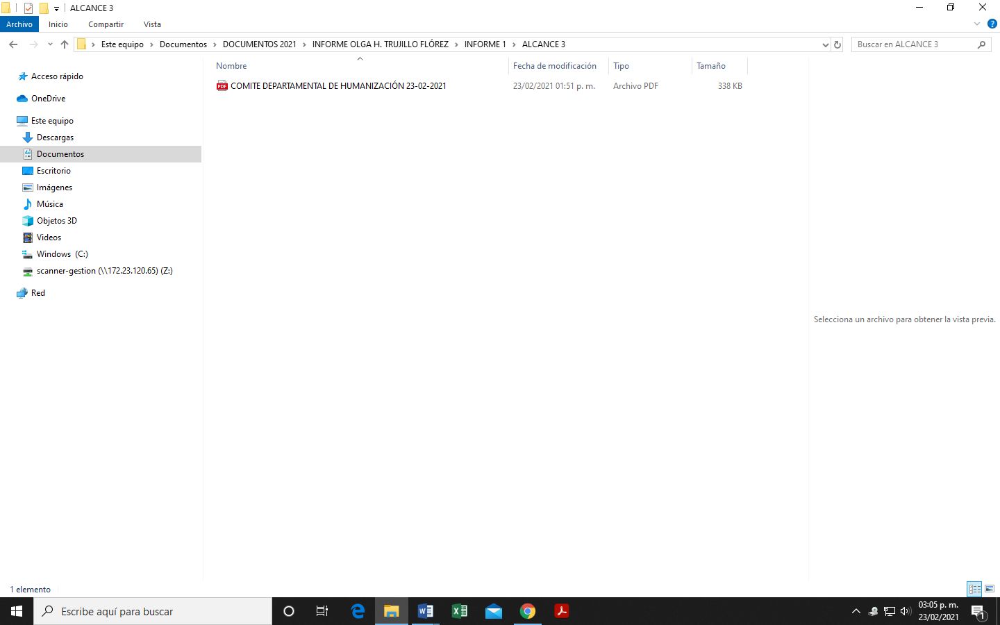 ALCANCE 3
Archivo Inicio Compartir Vista
Este equipo Documentos DOCUMENTOS 2021 INFORME OLGA H. TRUJILLO FLÓREZ INFORME 1 ALCANCE 3
Buscar en ALCANCE 3
Nombre Fecha de modificación Tipo Tamaño
COMITE DEPARTAMENTAL DE HUMANIZACIÓN 23-02-2021 23/02/2021 01:51 p. m. Archivo PDF 338 KB
Acceso rápido
OneDrive
Este equipo
Descargas
Documentos
Escritorio
Imágenes
Música
Objetos 3D
Videos
Windows (C:)
scanner-gestion (\\172.23.120.65) (Z:)
Red
Selecciona un archivo para obtener la vista previa.
1 elemento
Escribe aquí para buscar
03:05 p. m.
23/02/2021
1